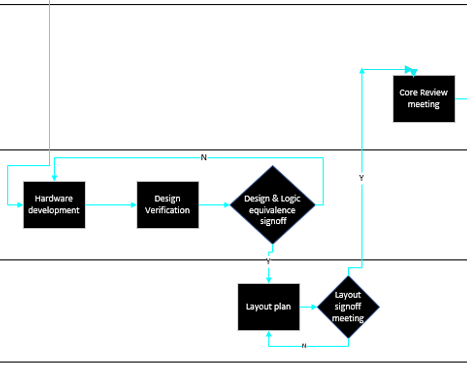 Core Review
meeting
N
Y
Hardware
development
Design
Verification
Design & Logic
equivalence
signoff
Y
Layout plan
Layout
signoff
meeting
N